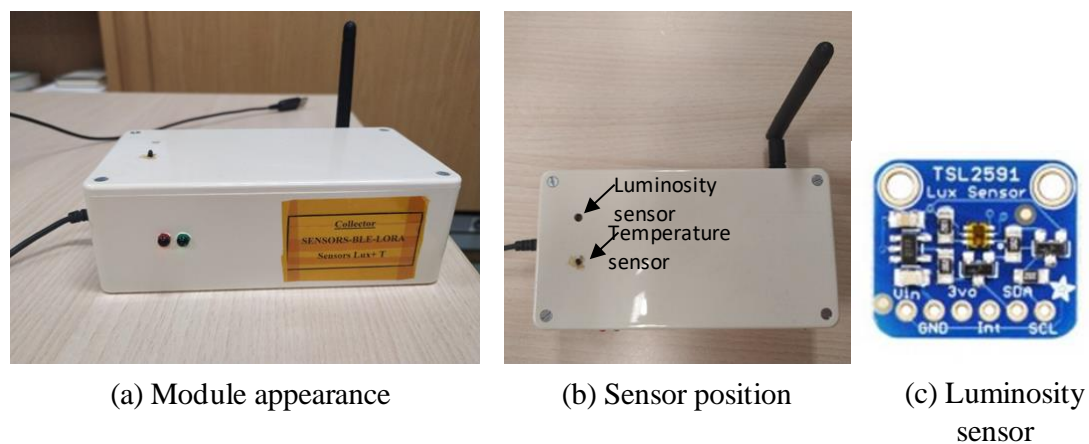 Collector
SENSORS-BLE-LORA
Sensors Lux+ T
Luminosity
sensor
Temperature
sensor
TSL2591
Lux Sensor
Vin
3vo
SDA
GND
Int
SCL
(a) Module appearance
(b) Sensor position
(c) Luminosity
sensor